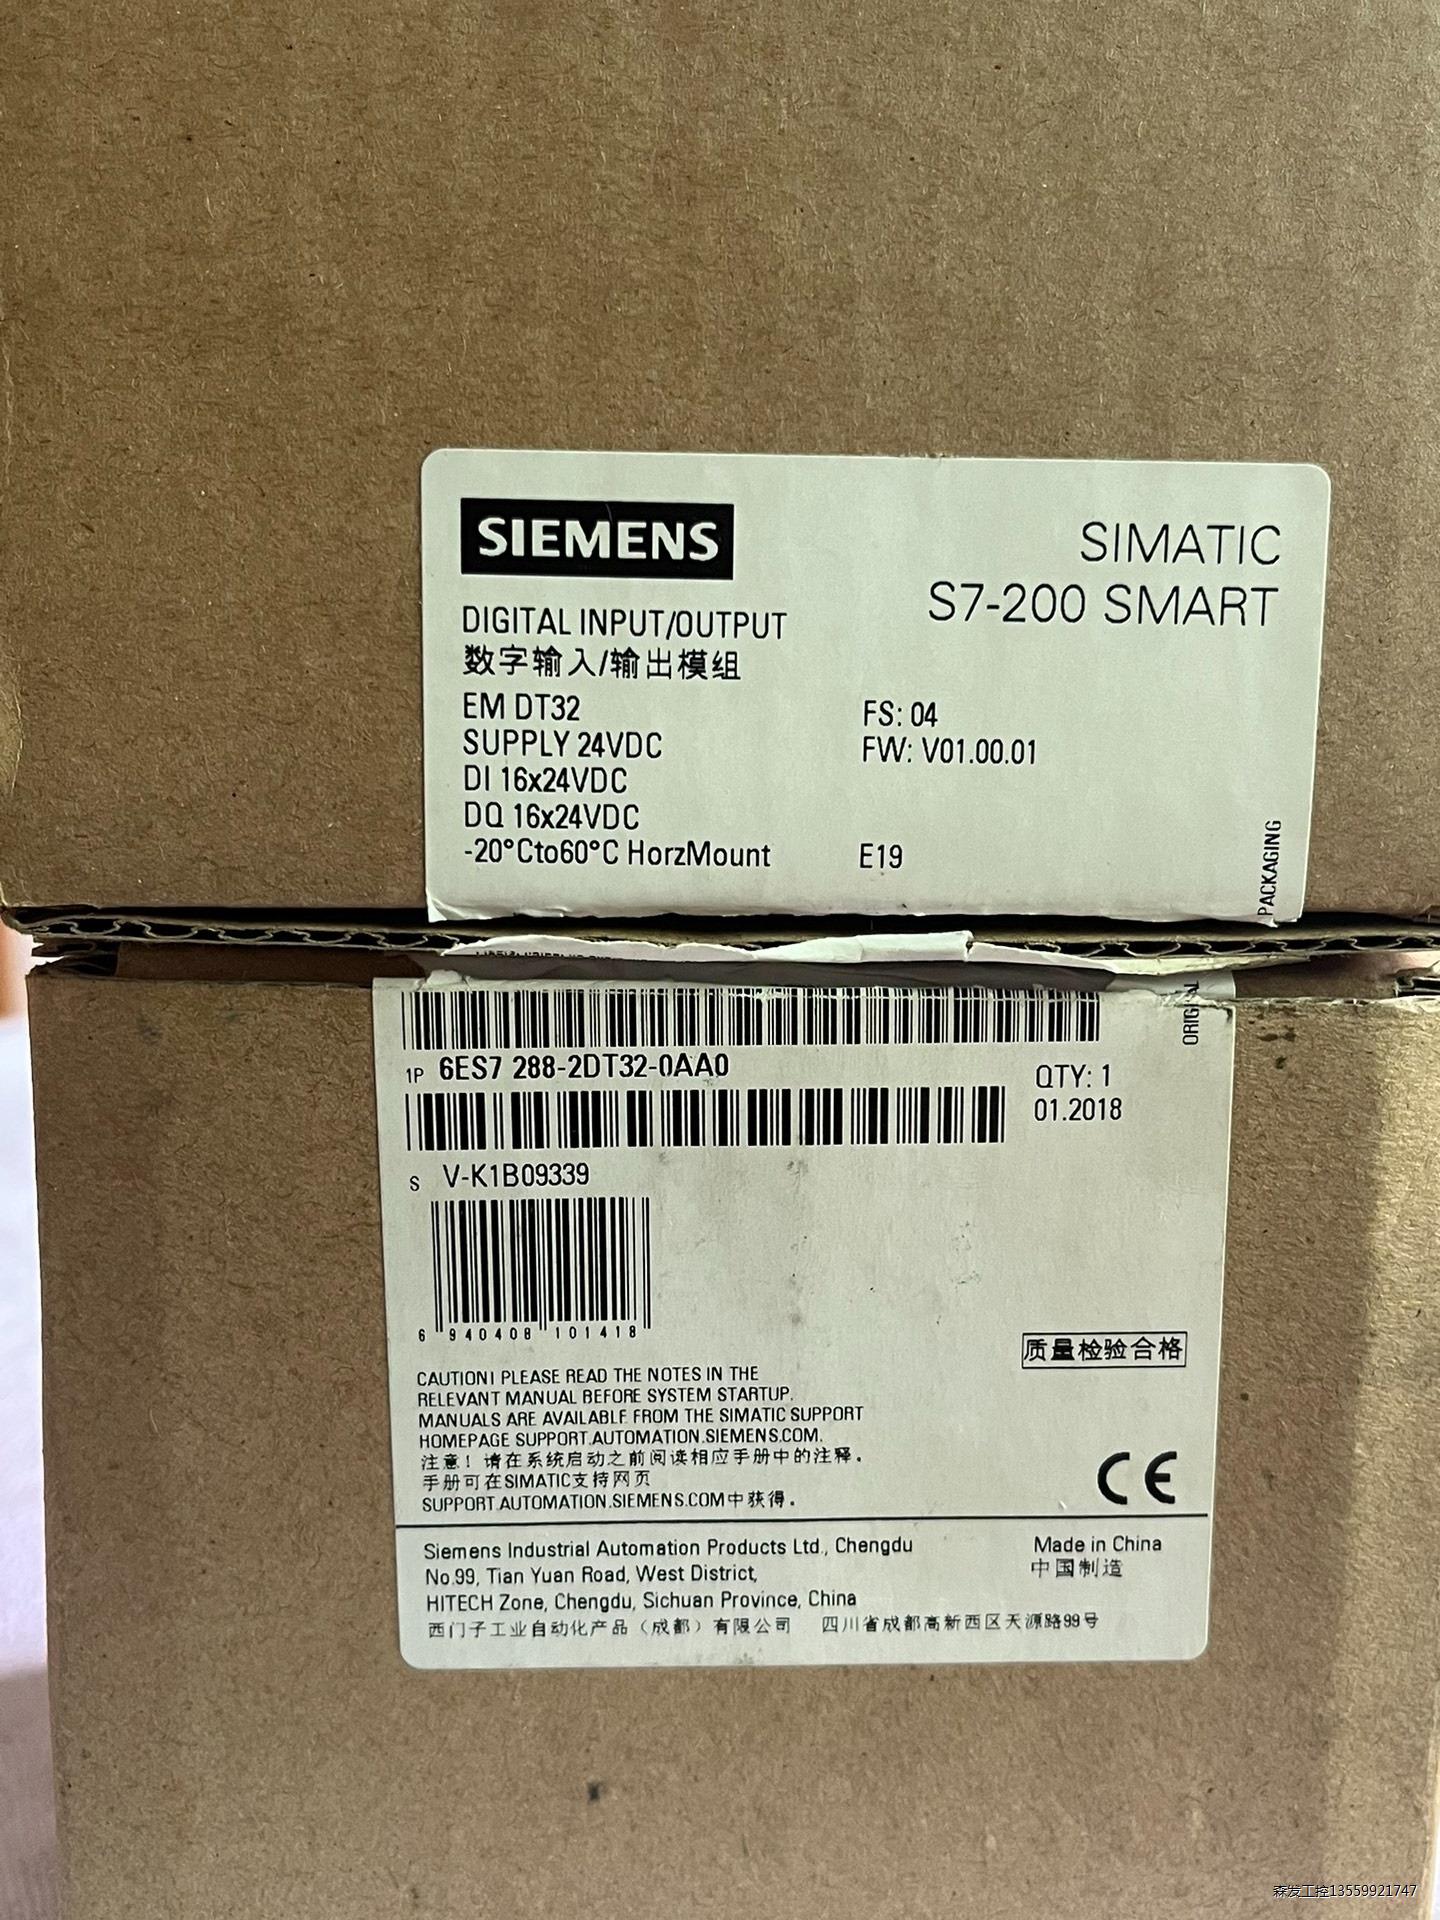 SIEMENS
SIMATIC
S7-200 SMART
DIGITAL INPUT/OUTPUT
数字输入/输出模组
EM DT32
FS: 04
SUPPLY 24VDC
FW: V01.00.01
DI 16x24VDC
DQ 16x24VDC
-20°Cto60°C HorzMount
E19
PACKAGING
ORIGINAL
1P 6ES7 288-2DT32-0AA0
QTY: 1
01.2018
S V-K1B09339
6 940408 101418
质量检验合格
CAUTION! PLEASE READ THE NOTES IN THE
RELEVANT MANUAL BEFORE SYSTEM STARTUP.
MANUALS ARE AVAILABLE FROM THE SIMATIC SUPPORT
HOMEPAGE SUPPORT.AUTOMATION.SIEMENS.COM.
注意！请在系统启动之前阅读相应手册中的注释。
手册可在SIMATIC支持网页
SUPPORT.AUTOMATION.SIEMENS.COM中获得。
CE
Siemens Industrial Automation Products Ltd., Chengdu
Made in China
No.99, Tian Yuan Road, West District,
中国制造
HITECH Zone, Chengdu, Sichuan Province, China
西门子工业自动化产品（成都）有限公司 四川省成都高新西区天源路99号
森发工控13559921747